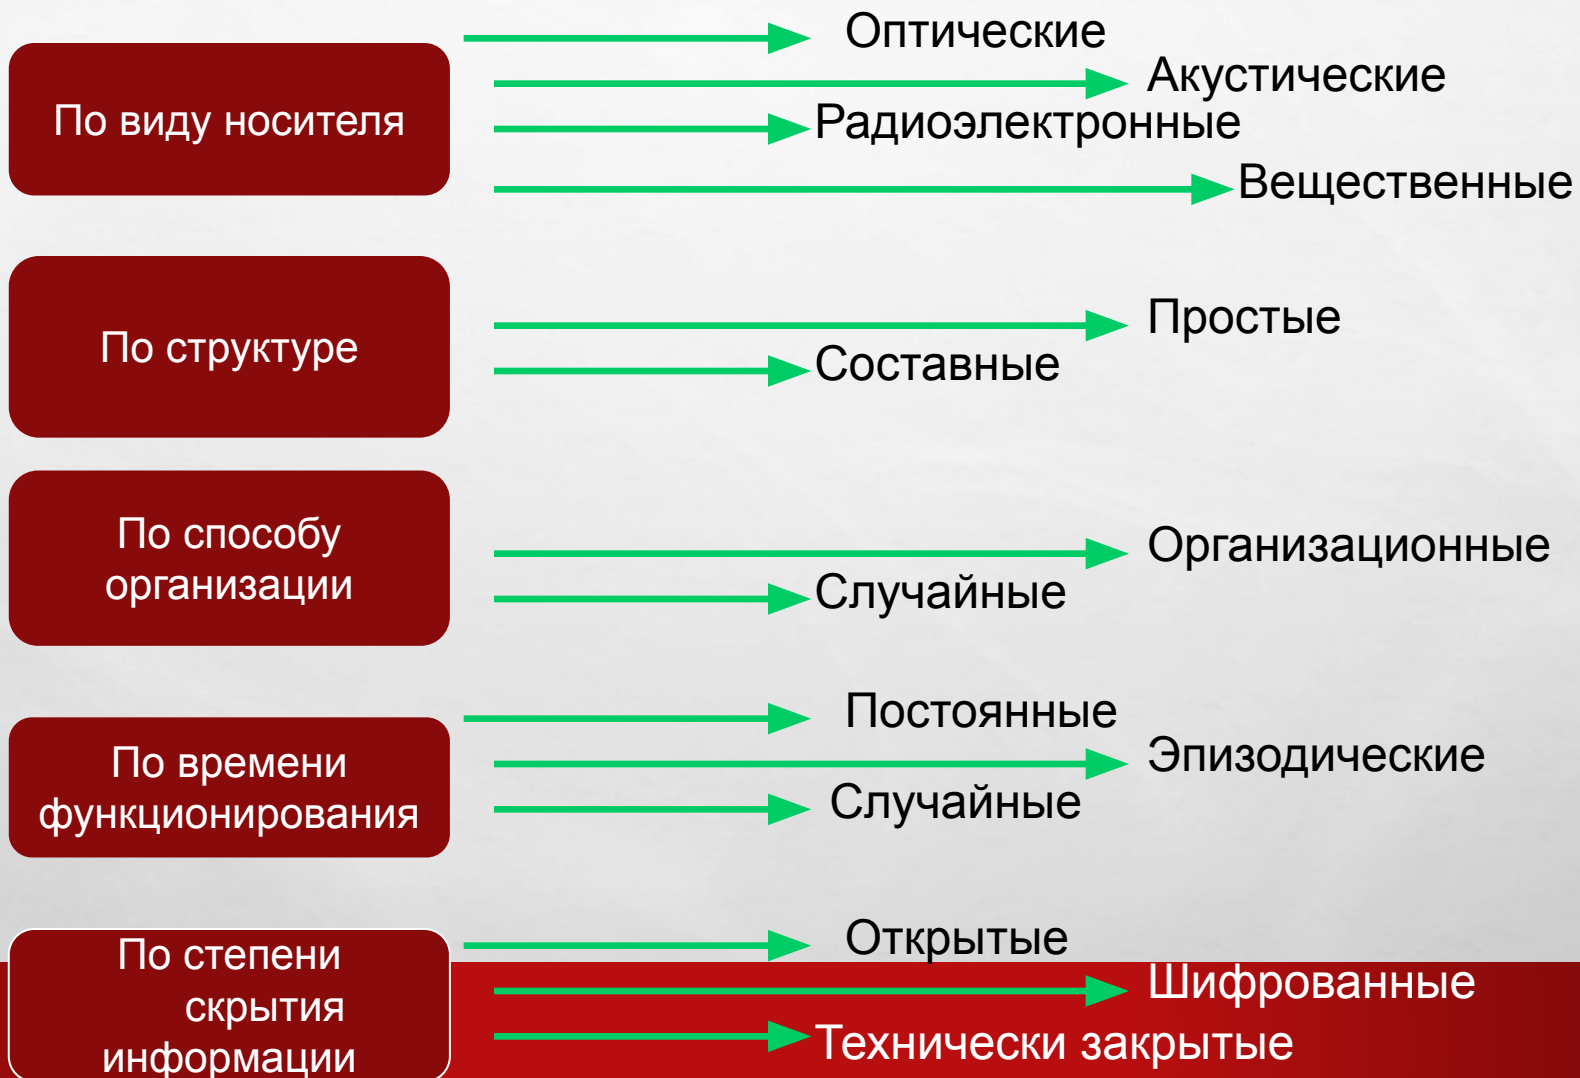 По виду носителя
Оптические
Акустические
Радиоэлектронные
Вещественные
По структуре
Простые
Составные
По способу
организации
Организационные
Случайные
По времени
функционирования
Постоянные
Эпизодические
Случайные
По степени
скрытия
информации
Открытые
Шифрованные
Технически закрытые